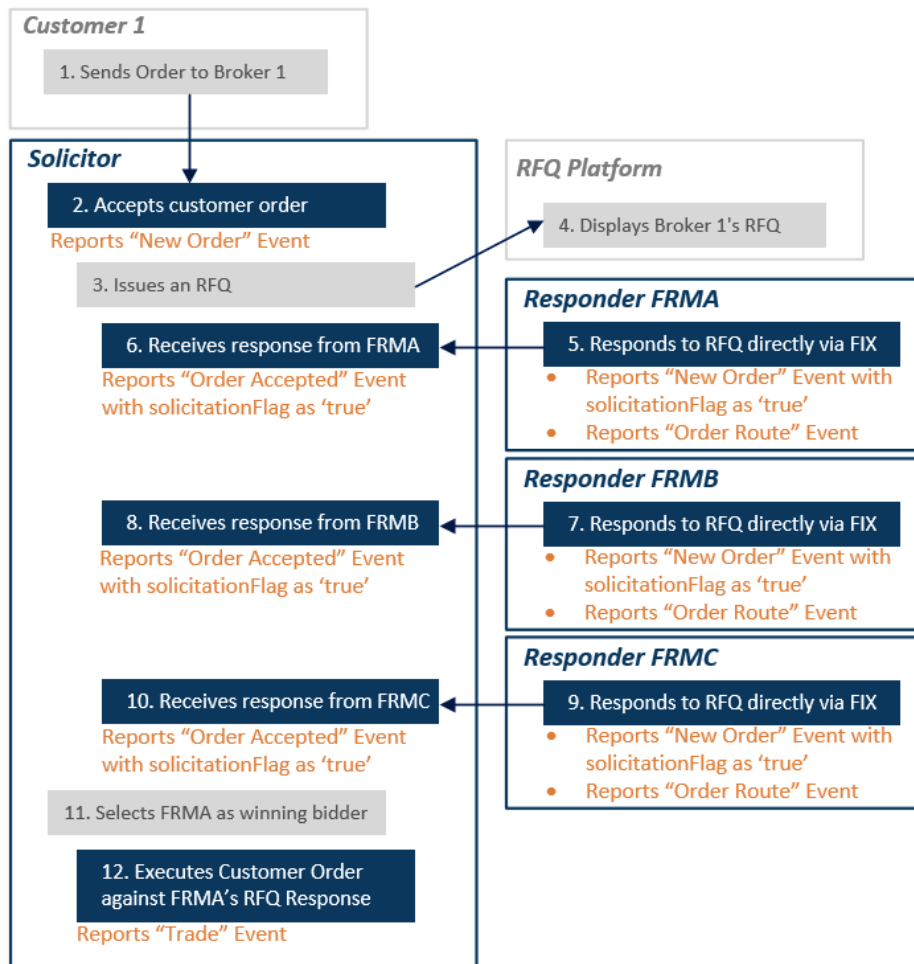 Customer 1
1. Sends Order to Broker 1
Solicitor
2. Accepts customer order
Reports “New Order” Event
3. Issues an RFQ
RFQ Platform
4. Displays Broker 1's RFQ
Responder FRMA
5. Responds to RFQ directly via FIX
• Reports “New Order” Event with
solicitationFlag as ‘true’
• Reports “Order Route” Event
6. Receives response from FRMA
Reports “Order Accepted” Event
with solicitationFlag as ‘true’
Responder FRMB
7. Responds to RFQ directly via FIX
• Reports “New Order” Event with
solicitationFlag as ‘true’
• Reports “Order Route” Event
8. Receives response from FRMB
Reports “Order Accepted” Event
with solicitationFlag as ‘true’
Responder FRMC
9. Responds to RFQ directly via FIX
• Reports “New Order” Event with
solicitationFlag as ‘true’
• Reports “Order Route” Event
10. Receives response from FRMC
Reports “Order Accepted” Event
with solicitationFlag as ‘true’
11. Selects FRMA as winning bidder
12. Executes Customer Order
against FRMA’s RFQ Response
Reports “Trade” Event